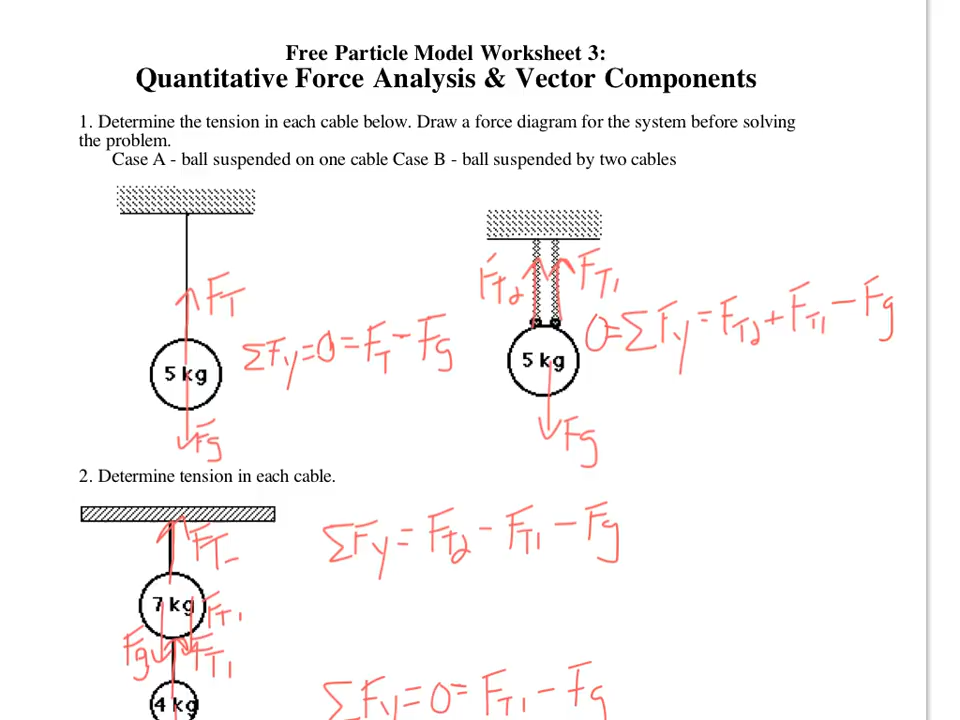 Free Particle Model Worksheet 3:
Quantitative Force Analysis & Vector Components
1. Determine the tension in each cable below. Draw a force diagram for the system before solving
the problem.
Case A - ball suspended on one cable Case B - ball suspended by two cables
FT
ΣFy=0=FT-Fg
5 kg
Fg
Ft2
FT1
0=ΣFy=FT2+FT1-Fg
5 kg
Fg
2. Determine tension in each cable.
ΣFy=Ft2-FT1-Fg
FT
7 kg
FT1
Fg
FT1
4 kg
ΣFy=0=FT1-Fg